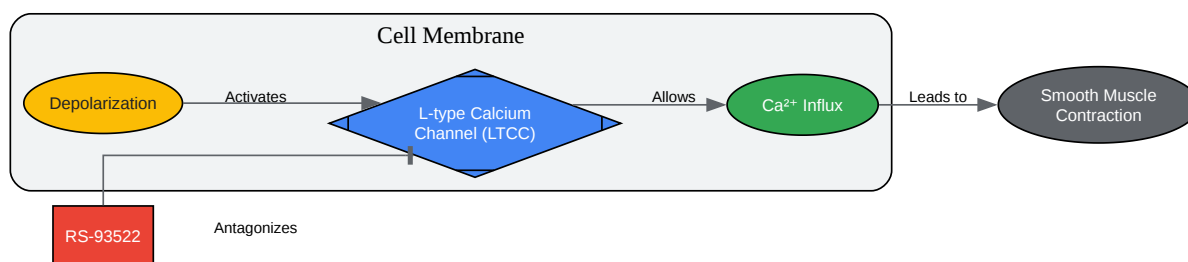 Cell Membrane
Depolarization
Activates
L-type Calcium
Channel (LTCC)
Allows
Ca²⁺ Influx
Leads to
Smooth Muscle
Contraction
RS-93522
Antagonizes